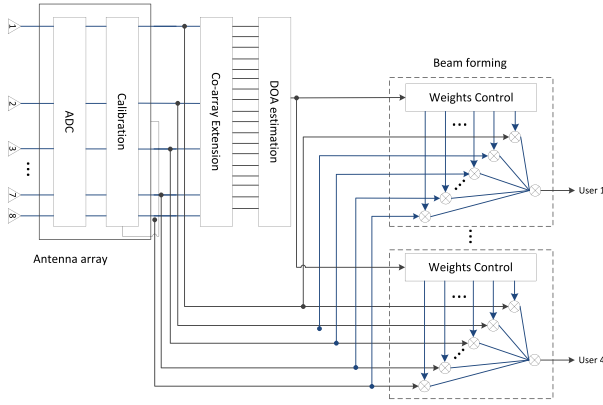 1
2
3
...
7
8
ADC
Calibration
Co-array Extension
DOA estimation
Antenna array
Beam forming
Weights Control
...
User 1
Weights Control
...
User 4